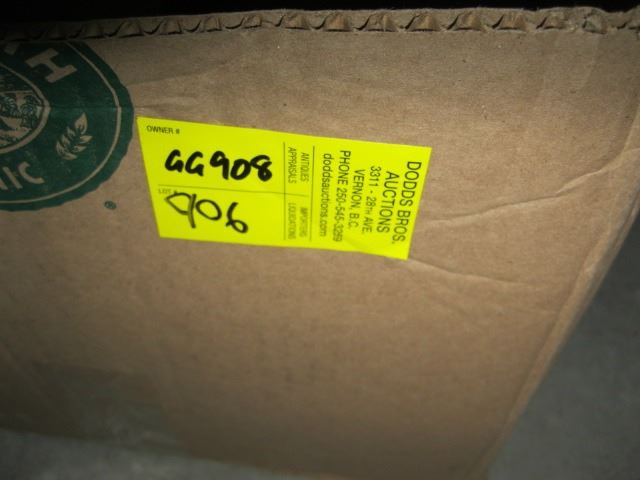 OWNER #
GG908
LOT #
906
ANTIQUES
APPRAISALS
IMPORTERS
LIQUIDATIONS
DODDS BROS.
AUCTIONS
3311 - 28TH AVE.
VERNON, B.C.
PHONE 250-545-3259
doddsauctions.com